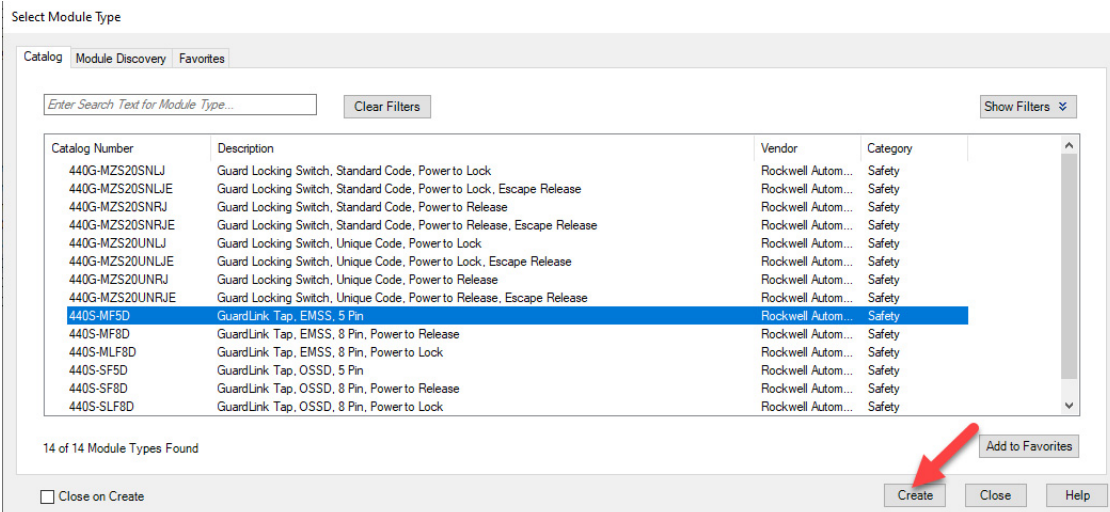 Select Module Type
Catalog Module Discovery Favorites
Enter Search Text for Module Type...
Clear Filters
Show Filters
Catalog Number Description Vendor Category
440G-MZS20SNLJ Guard Locking Switch, Standard Code, Power to Lock Rockwell Autom... Safety
440G-MZS20SNLJE Guard Locking Switch, Standard Code, Power to Lock, Escape Release Rockwell Autom... Safety
440G-MZS20SNRJ Guard Locking Switch, Standard Code, Power to Release Rockwell Autom... Safety
440G-MZS20SNRJE Guard Locking Switch, Standard Code, Power to Release, Escape Release Rockwell Autom... Safety
440G-MZS20UNLJ Guard Locking Switch, Unique Code, Power to Lock Rockwell Autom... Safety
440G-MZS20UNLJE Guard Locking Switch, Unique Code, Power to Lock, Escape Release Rockwell Autom... Safety
440G-MZS20UNRJ Guard Locking Switch, Unique Code, Power to Release Rockwell Autom... Safety
440G-MZS20UNRJE Guard Locking Switch, Unique Code, Power to Release, Escape Release Rockwell Autom... Safety
440S-MF5D GuardLink Tap, EMSS, 5 Pin Rockwell Autom... Safety
440S-MF8D GuardLink Tap, EMSS, 8 Pin, Power to Release Rockwell Autom... Safety
440S-MLF8D GuardLink Tap, EMSS, 8 Pin, Power to Lock Rockwell Autom... Safety
440S-SF5D GuardLink Tap, OSSD, 5 Pin Rockwell Autom... Safety
440S-SF8D GuardLink Tap, OSSD, 8 Pin, Power to Release Rockwell Autom... Safety
440S-SLF8D GuardLink Tap, OSSD, 8 Pin, Power to Lock Rockwell Autom... Safety
14 of 14 Module Types Found
Add to Favorites
Close on Create
Create Close Help